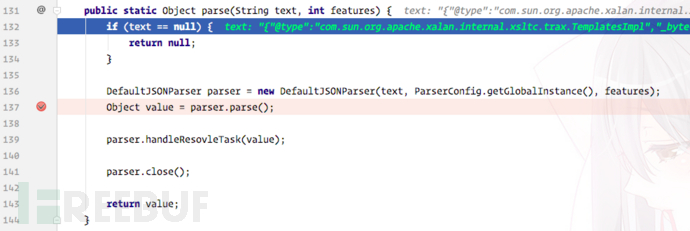 131 @ public static Object parse(String text, int features) { text: "{"@type":"com.sun.org.apache.xalan.internal.
132 if (text == null) { text: "{"@type":"com.sun.org.apache.xalan.internal.xsltc.trax.TemplatesImpl","_byte
133 return null;
134 }
135
136 DefaultJSONParser parser = new DefaultJSONParser(text, ParserConfig.getGlobalInstance(), features);
137 Object value = parser.parse();
138
139 parser.handleResovleTask(value);
140
141 parser.close();
142
143 return value;
144 }
FREEBUF